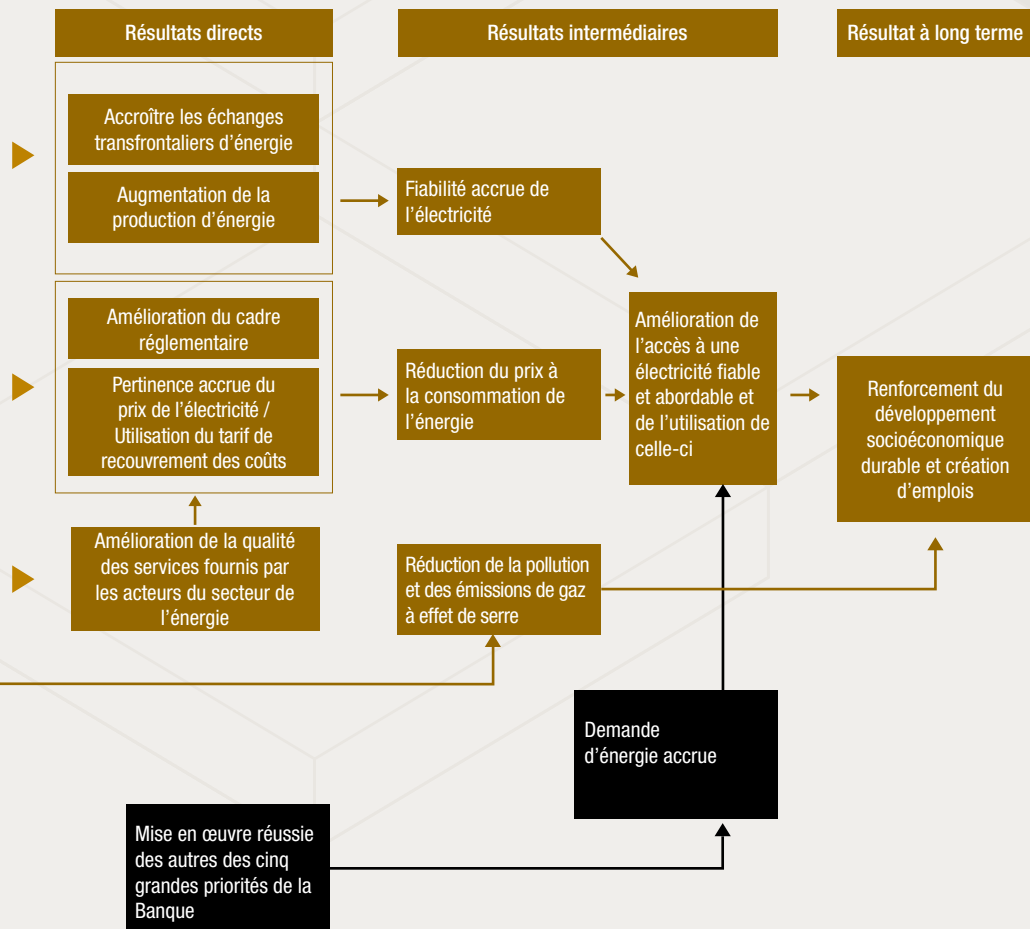 Résultats directs
Résultats intermédiaires
Résultat à long terme
Accroître les échanges
transfrontaliers d’énergie
Augmentation de la
production d’énergie
Fiabilité accrue de
l’électricité
Amélioration du cadre
réglementaire
Pertinence accrue du
prix de l’électricité /
Utilisation du tarif de
recouvrement des coûts
Réduction du prix à
la consommation de
l’énergie
Amélioration de
l’accès à une
électricité fiable
et abordable et
de l’utilisation de
celle-ci
Renforcement du
développement
socioéconomique
durable et création
d’emplois
Amélioration de la qualité
des services fournis par
les acteurs du secteur de
l’énergie
Réduction de la pollution
et des émissions de gaz
à effet de serre
Demande
d’énergie accrue
Mise en œuvre réussie
des autres des cinq
grandes priorités de la
Banque